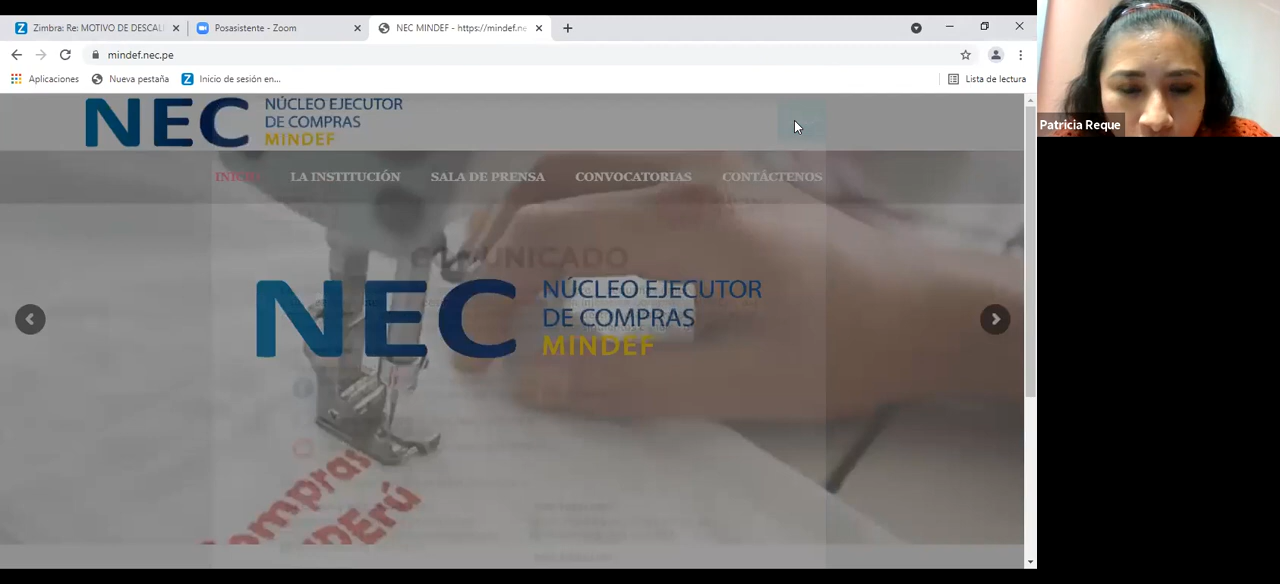 Zimbra: Re: MOTIVO DE DESCALI
Posasistente - Zoom
NEC MINDEF - https://mindef.ne
mindef.nec.pe
Aplicaciones
Nueva pestaña
Inicio de sesión en...
Lista de lectura
Patricia Reque
NEC
NÚCLEO EJECUTOR
DE COMPRAS
MINDEF
INICIO
LA INSTITUCIÓN
SALA DE PRENSA
CONVOCATORIAS
CONTÁCTENOS
COMUNICADO
NEC
NÚCLEO EJECUTOR
DE COMPRAS
MINDEF